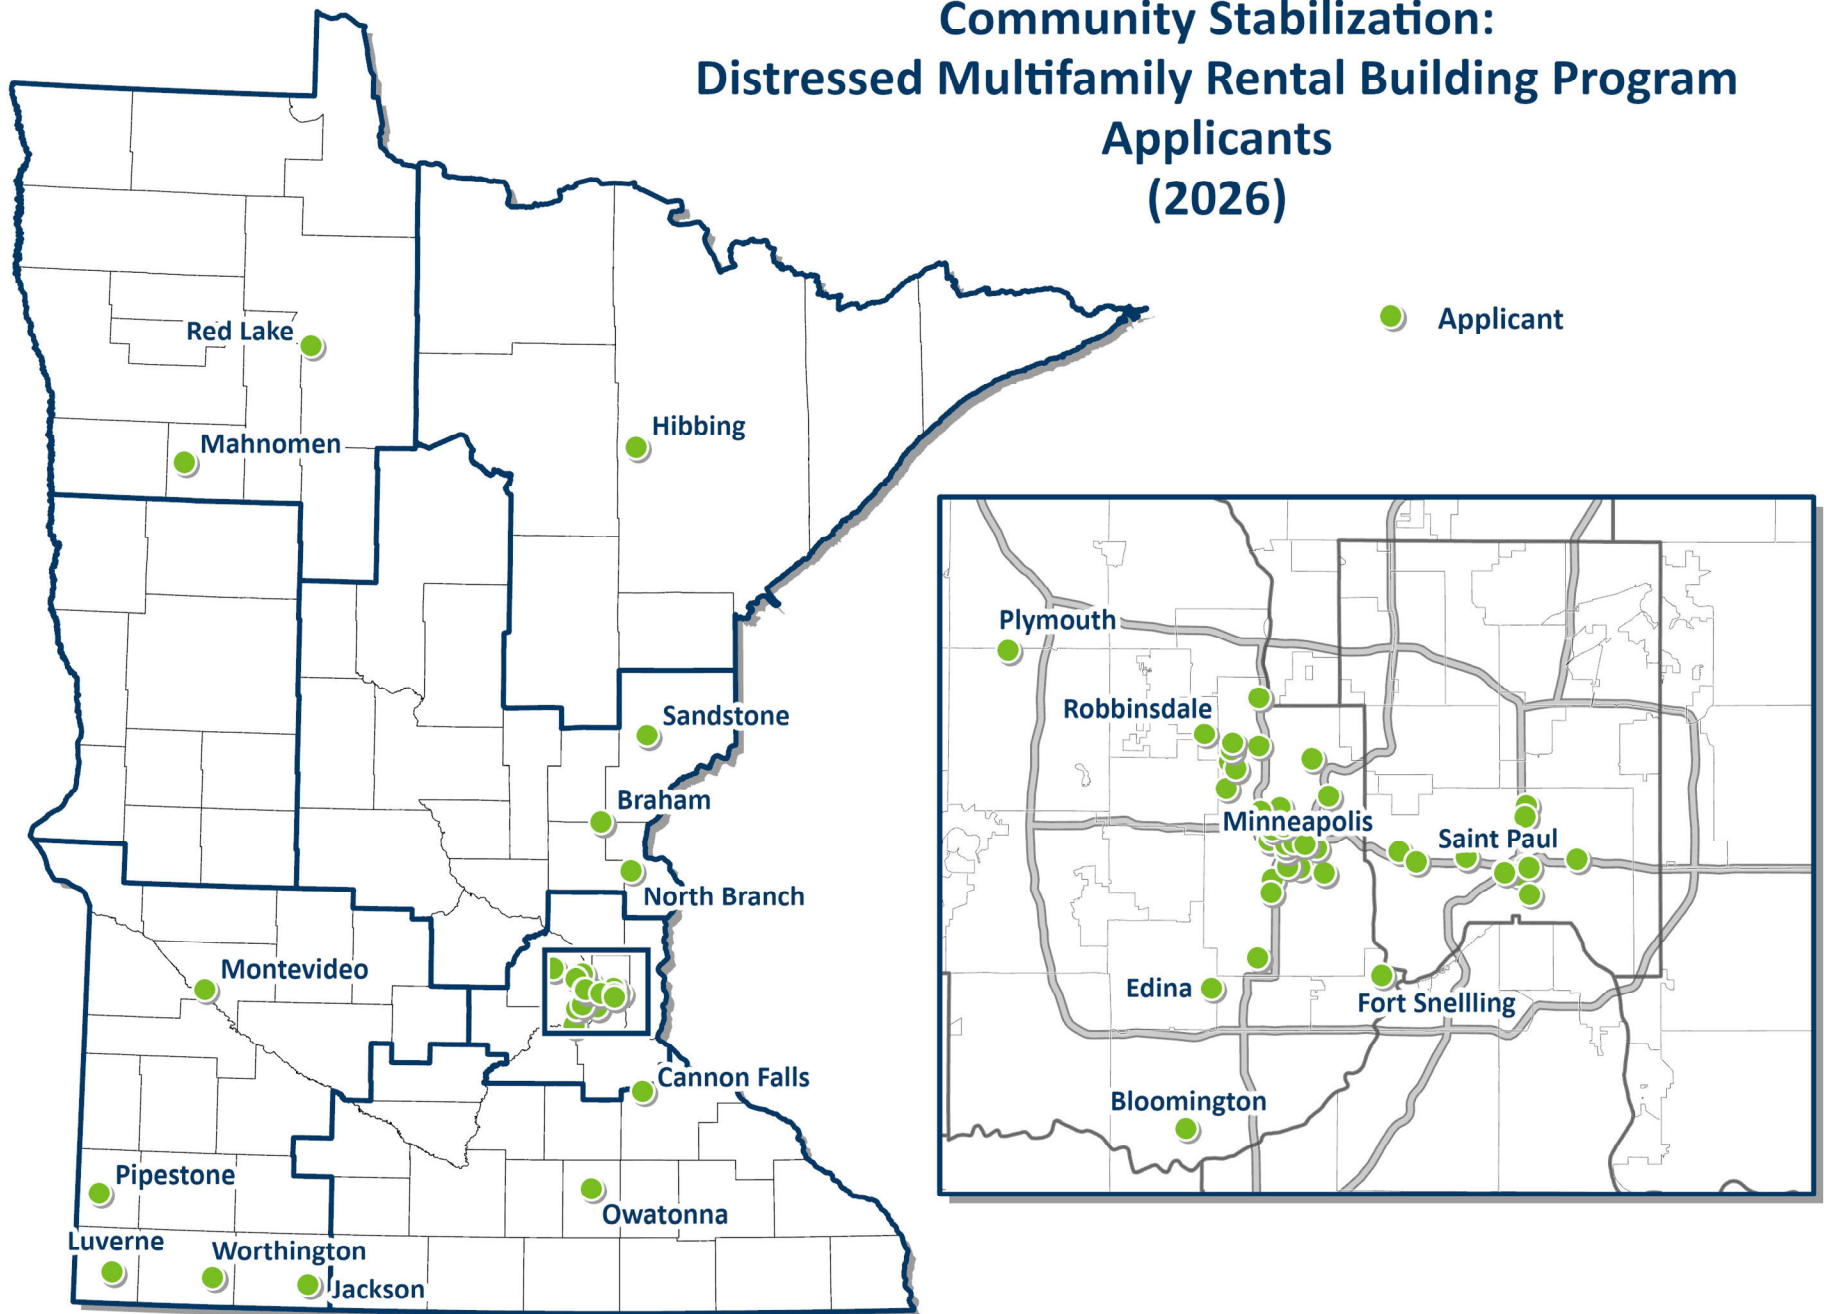 Community Stabilization:
Distressed Multifamily Rental Building Program
Applicants
(2026)
Applicant
Red Lake
Mahnomen
Hibbing
Sandstone
Braham
North Branch
Montevideo
Cannon Falls
Pipestone
Owatonna
Luverne
Worthington
Jackson
Plymouth
Robbinsdale
Minneapolis
Saint Paul
Edina
Fort Snellling
Bloomington